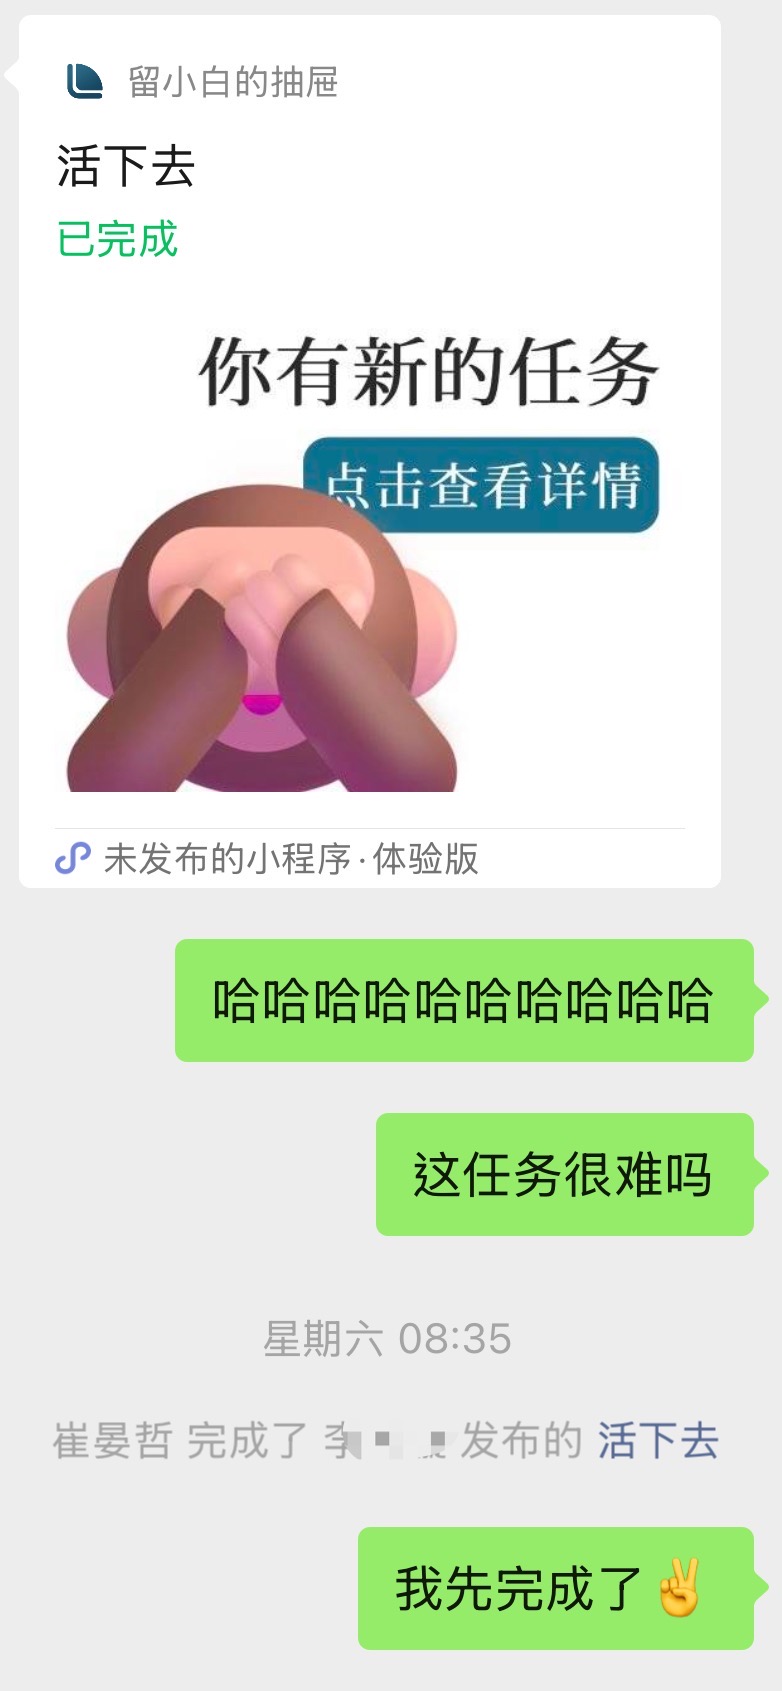 留小白的抽屉
活下去
已完成
你有新的任务
点击查看详情
未发布的小程序·体验版
哈哈哈哈哈哈哈哈哈哈
这任务很难吗
星期六 08:35
崔晏哲 完成了 李 发布的 活下去
我先完成了✌️